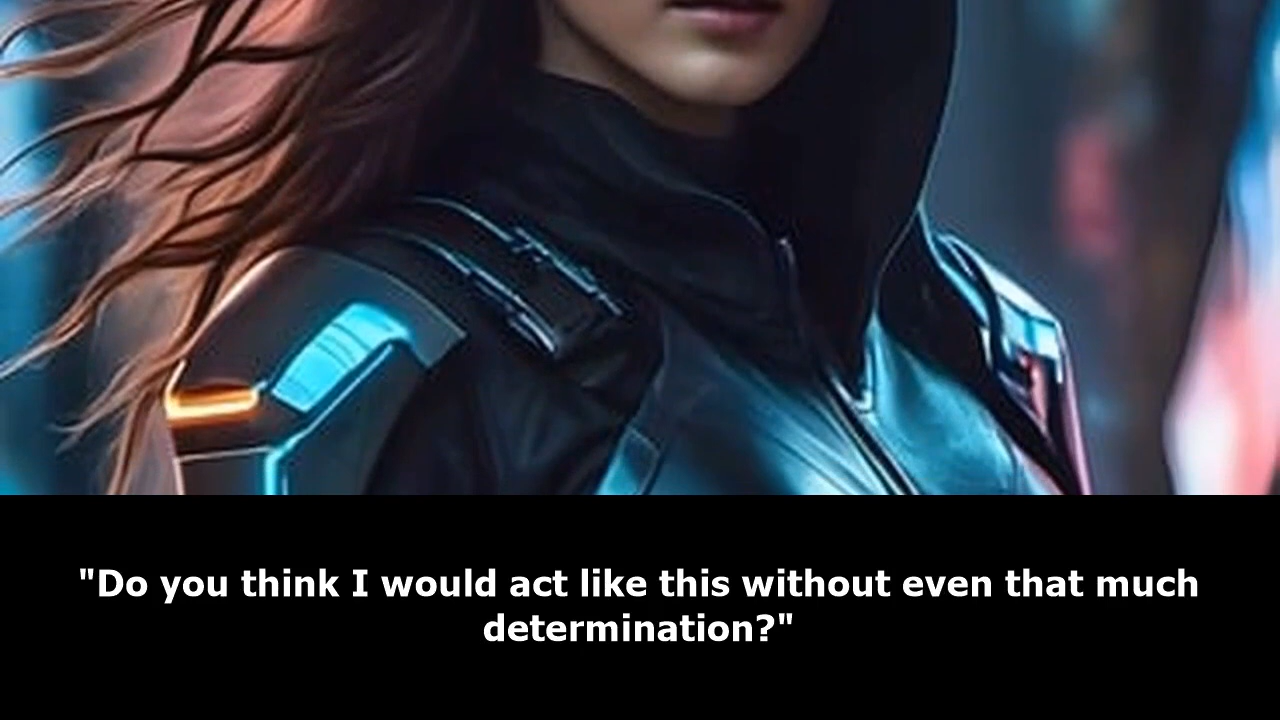 "Do you think I would act like this without even that much
determination?"